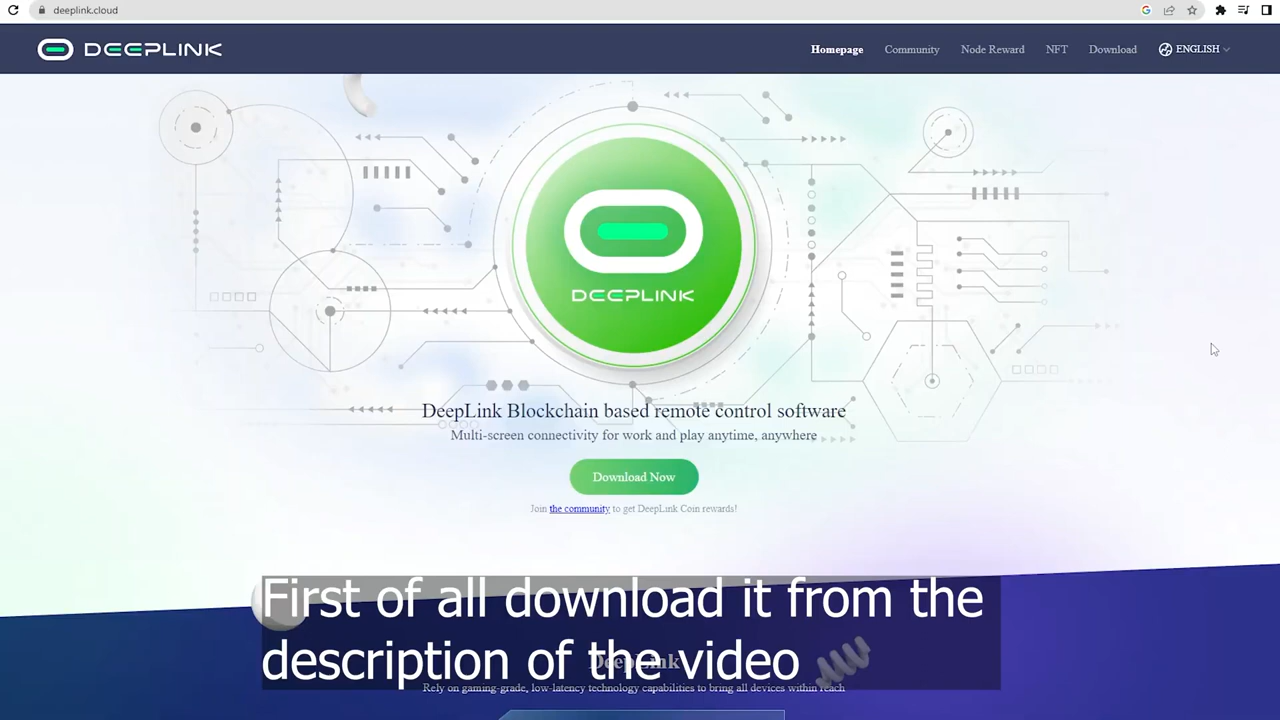 deeplink.cloud
DEEPLINK
Homepage
Community
Node Reward
NFT
Download
ENGLISH
DEEPLINK
DeepLink Blockchain based remote control software
Multi-screen connectivity for work and play anytime, anywhere
Download Now
Join the community to get DeepLink Coin rewards!
First of all download it from the
description of the video
DeepLink
Rely on gaming-grade, low-latency technology capabilities to bring all devices within reach